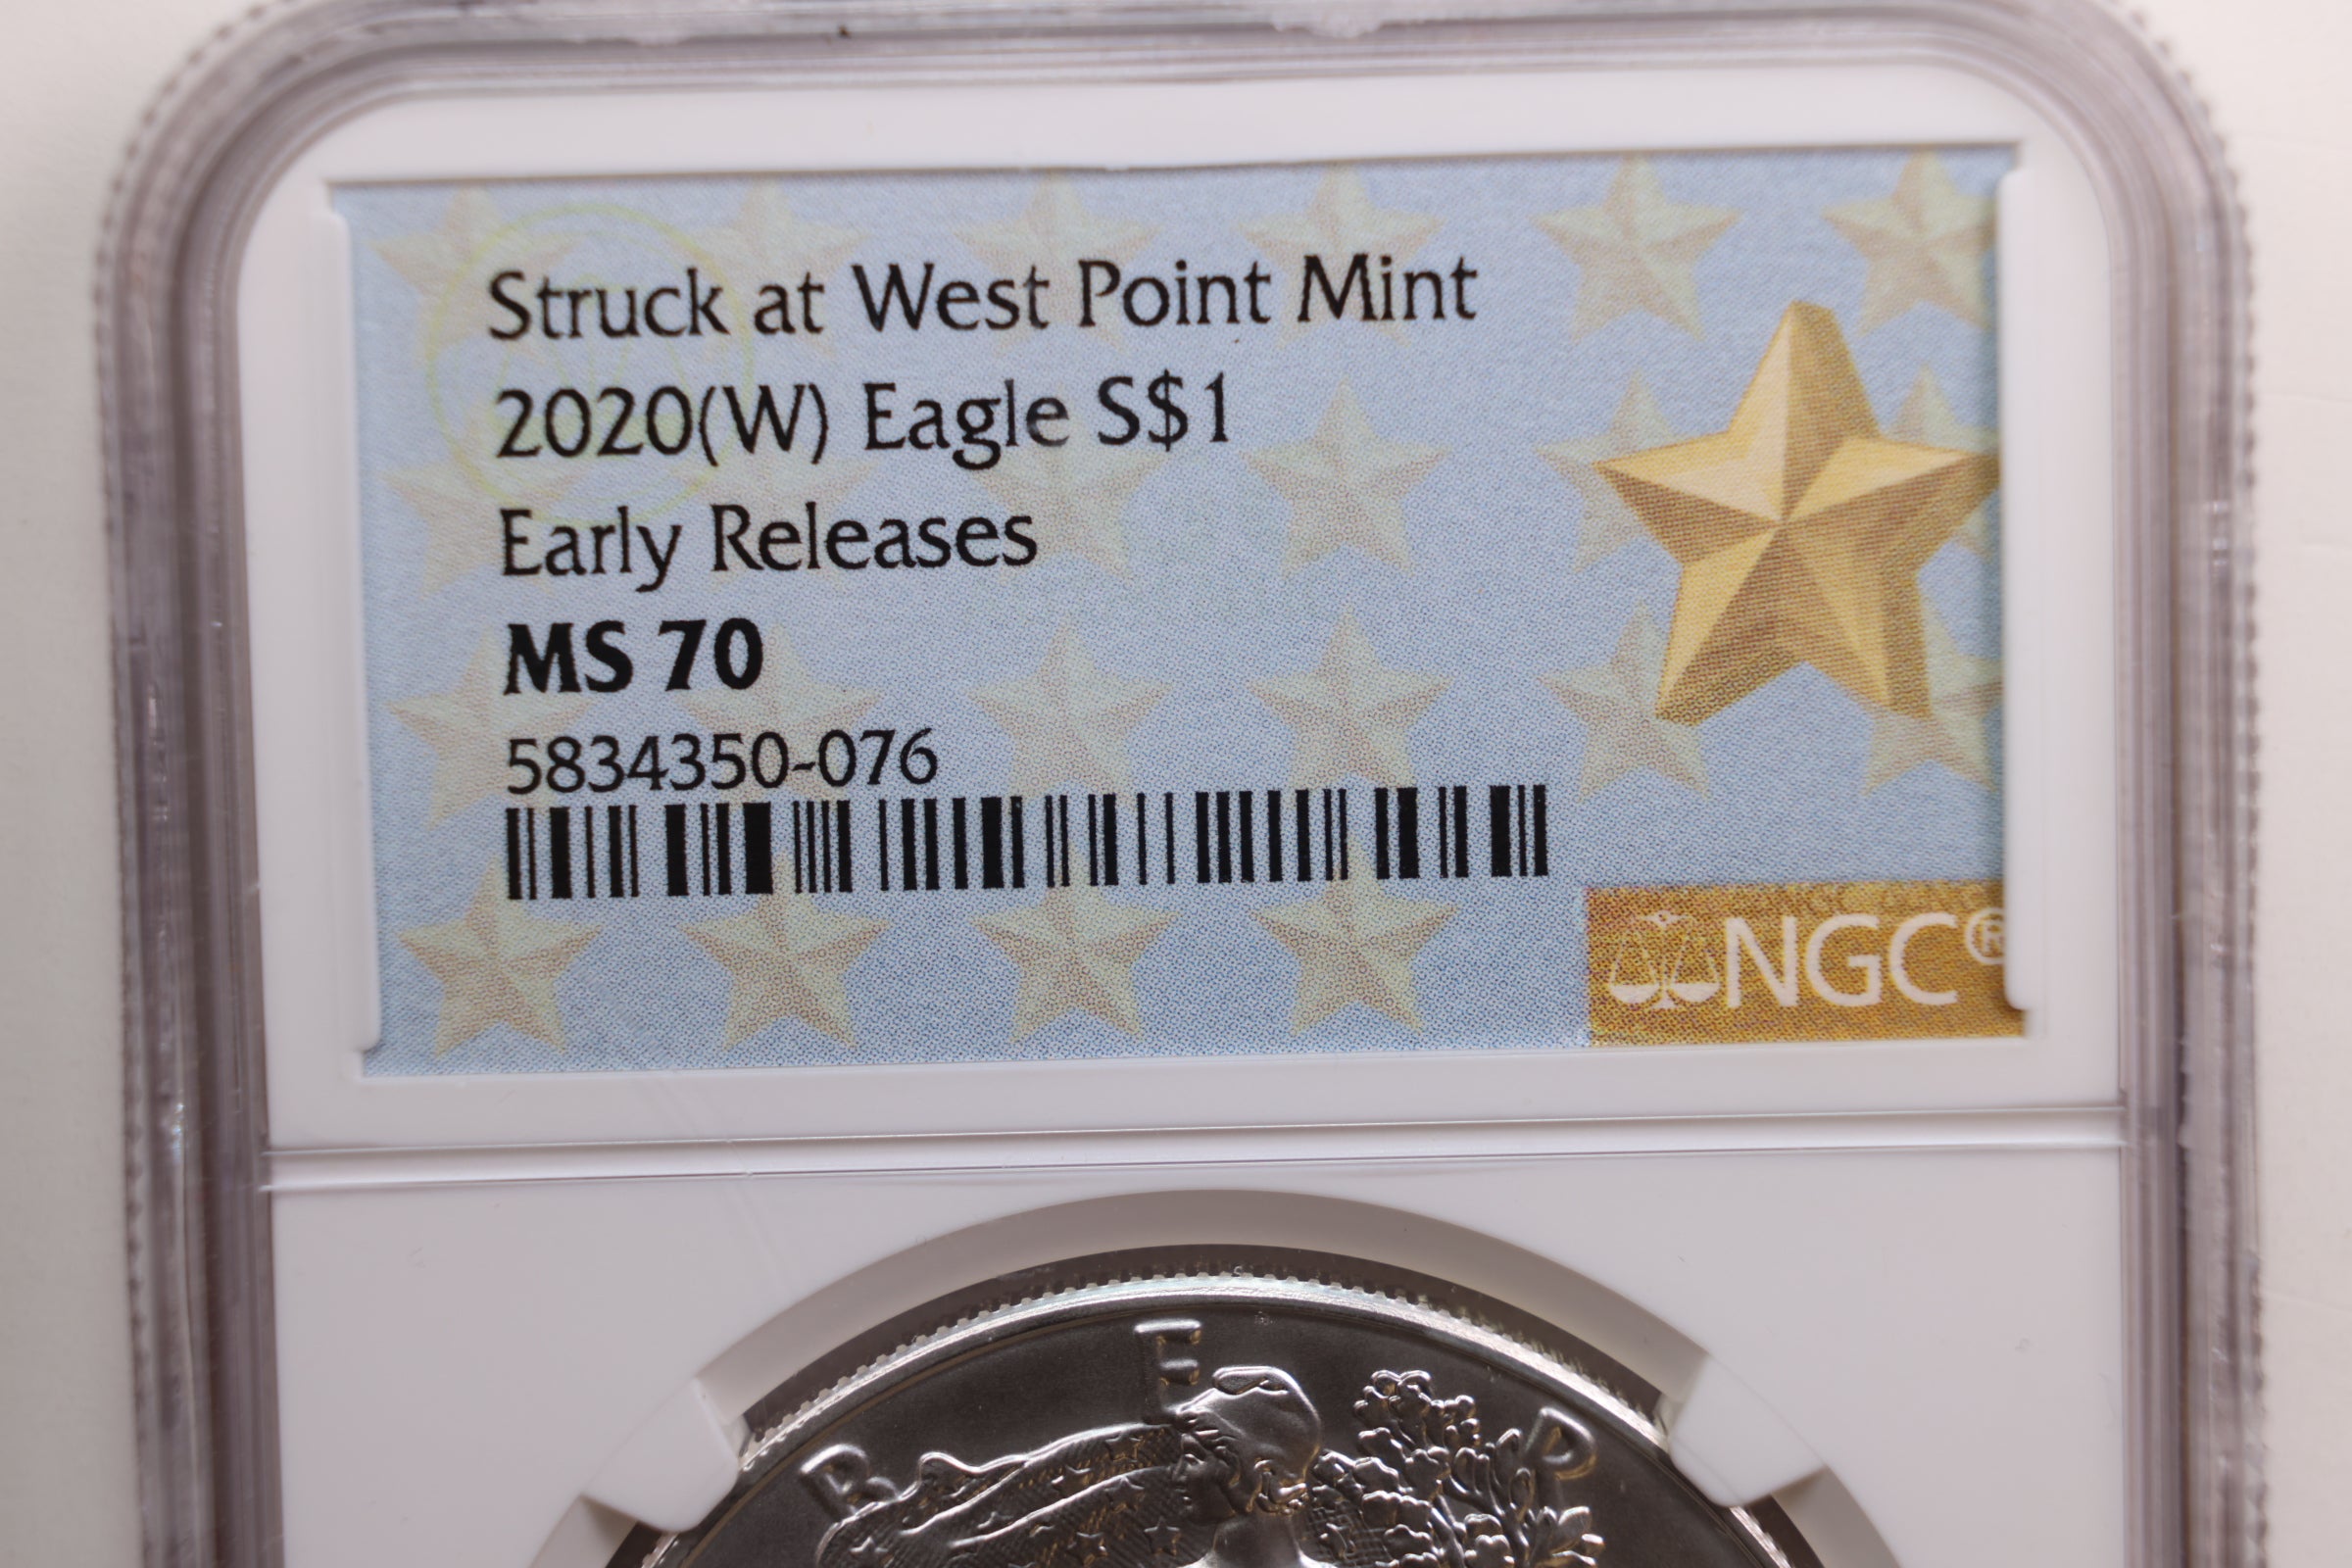 Struck at West Point Mint
2020(W) Eagle S$1
Early Releases
MS 70
5834350-076
NGC®
R E R